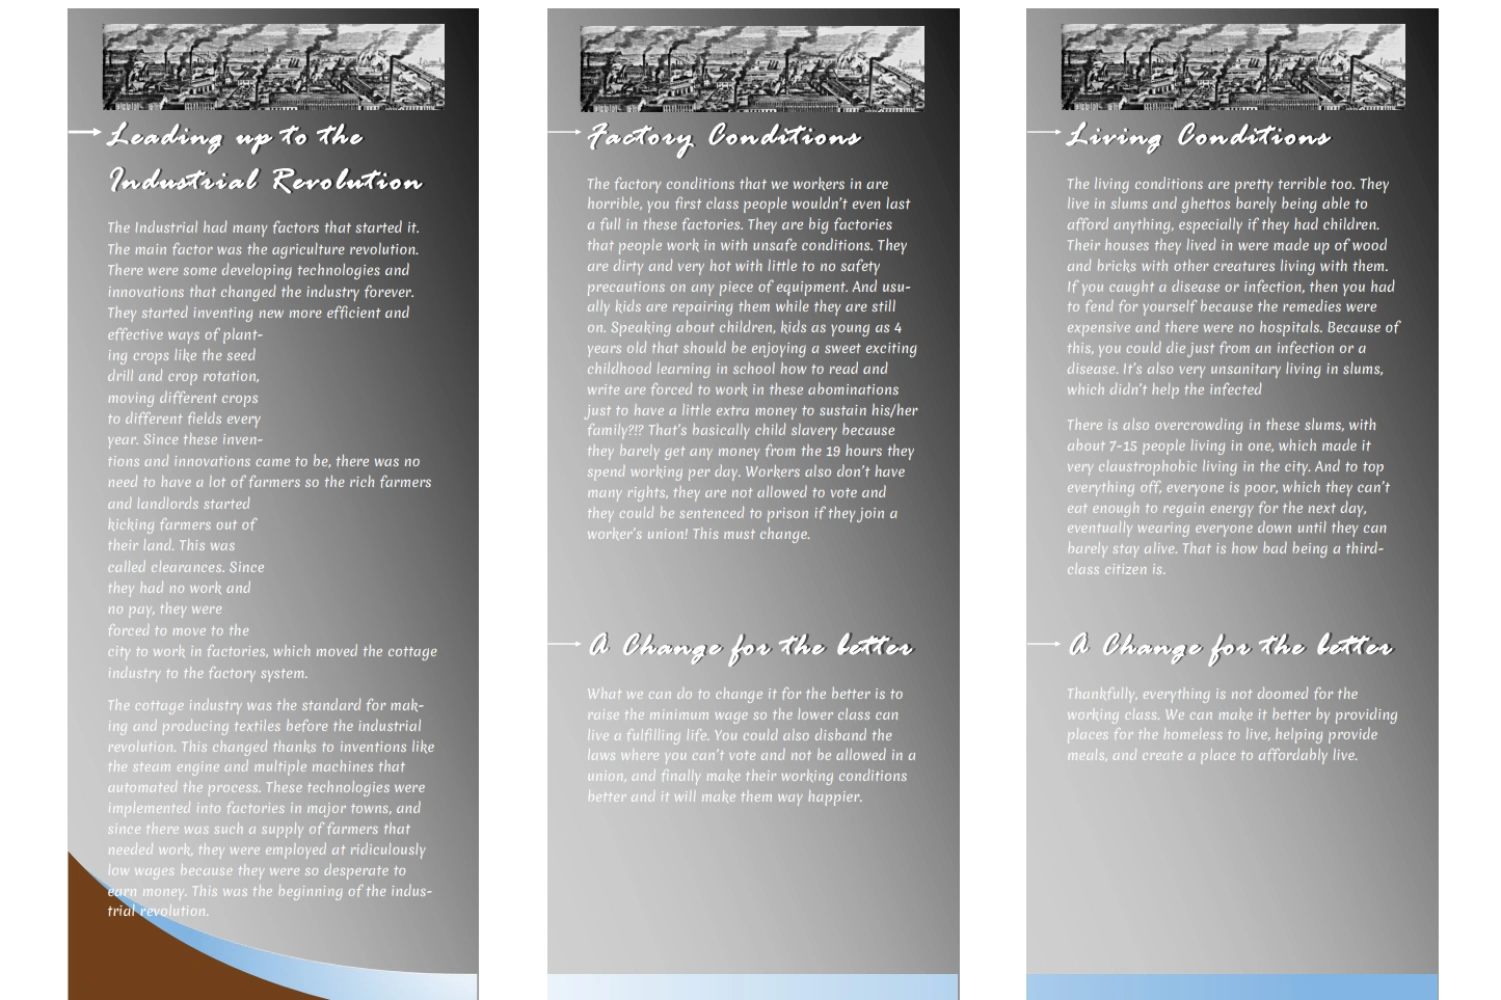 Leading up to the
Industrial Revolution
The Industrial had many factors that started it.
The main factor was the agriculture revolution.
There were some developing technologies and
innovations that changed the industry forever.
They started inventing new more efficient and
effective ways of plant-
ing crops like the seed
drill and crop rotation,
moving different crops
to different fields every
year. Since these inven-
tions and innovations came to be, there was no
need to have a lot of farmers so the rich farmers
and landlords started
kicking farmers out of
their land. This was
called clearances. Since
they had no work and
no pay, they were
forced to move to the
city to work in factories, which moved the cottage
industry to the factory system.
The cottage industry was the standard for mak-
ing and producing textiles before the industrial
revolution. This changed thanks to inventions like
the steam engine and multiple machines that
automated the process. These technologies were
implemented into factories in major towns, and
since there was such a supply of farmers that
needed work, they were employed at ridiculously
low wages because they were so desperate to
earn money. This was the beginning of the indus-
trial revolution.
Factory Conditions
The factory conditions that we workers in are
horrible, you first class people wouldn't even last
a full in these factories. They are big factories
that people work in with unsafe conditions. They
are dirty and very hot with little to no safety
precautions on any piece of equipment. And usu-
ally kids are repairing them while they are still
on. Speaking about children, kids as young as 4
years old that should be enjoying a sweet exciting
childhood learning in school how to read and
write are forced to work in these abominations
just to have a little extra money to sustain his/her
family?!? That's basically child slavery because
they barely get any money from the 19 hours they
spend working per day. Workers also don't have
many rights, they are not allowed to vote and
they could be sentenced to prison if they join a
worker's union! This must change.
A Change for the better
What we can do to change it for the better is to
raise the minimum wage so the lower class can
live a fulfilling life. You could also disband the
laws where you can't vote and not be allowed in a
union, and finally make their working conditions
better and it will make them way happier.
Living Conditions
The living conditions are pretty terrible too. They
live in slums and ghettos barely being able to
afford anything, especially if they had children.
Their houses they lived in were made up of wood
and bricks with other creatures living with them.
If you caught a disease or infection, then you had
to fend for yourself because the remedies were
expensive and there were no hospitals. Because of
this, you could die just from an infection or a
disease. It's also very unsanitary living in slums,
which didn't help the infected
There is also overcrowding in these slums, with
about 7-15 people living in one, which made it
very claustrophobic living in the city. And to top
everything off, everyone is poor, which they can't
eat enough to regain energy for the next day,
eventually wearing everyone down until they can
barely stay alive. That is how bad being a third-
class citizen is.
A Change for the better
Thankfully, everything is not doomed for the
working class. We can make it better by providing
places for the homeless to live, helping provide
meals, and create a place to affordably live.